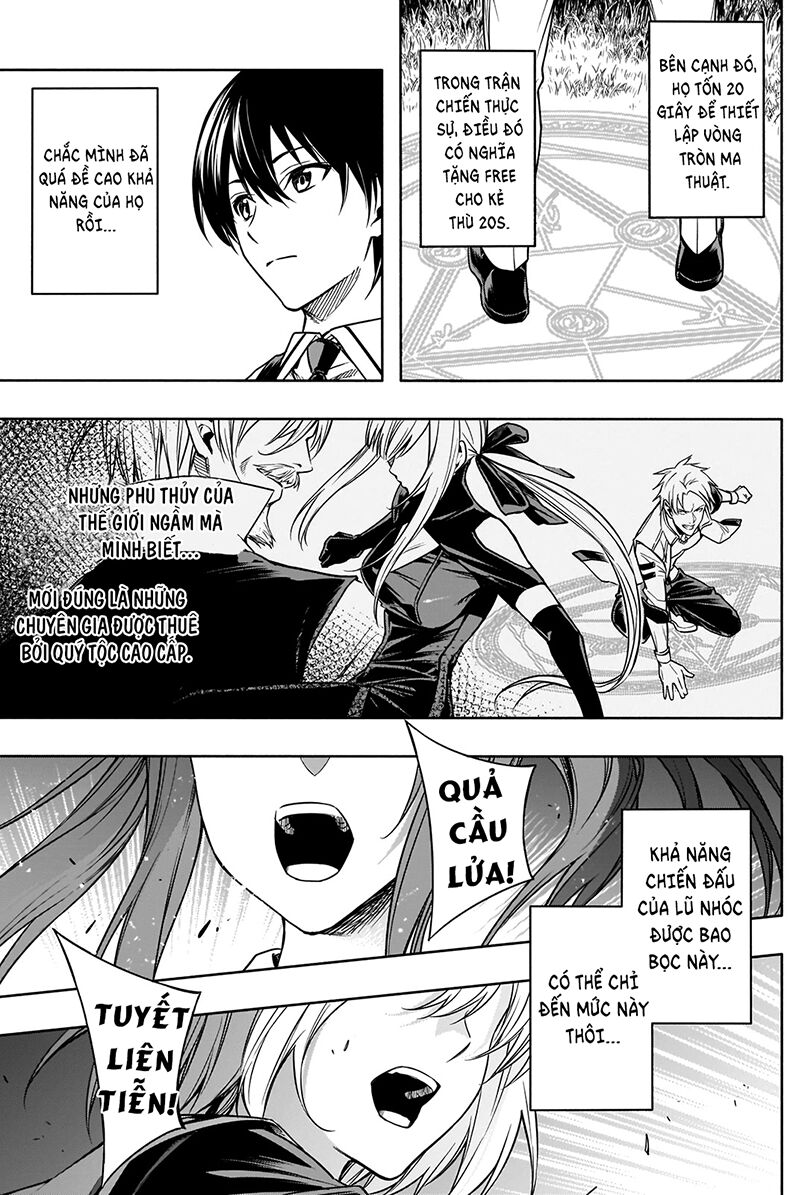 BÊN CẠNH ĐÓ,
HỌ TỐN 20
GIÂY ĐỂ THIẾT
LẬP VÒNG
TRÒN MA
THUẬT.
TRONG TRẬN
CHIẾN THỰC
SỰ, ĐIỀU ĐÓ
CÓ NGHĨA
TẶNG FREE
CHO KẺ
THÙ 20S.
CHẮC MÌNH ĐÃ
QUÁ ĐỀ CAO KHẢ
NĂNG CỦA HỌ
RỒI...
NHỮNG PHÙ THỦY CỦA
THẾ GIỚI NGẦM MÀ
MINH BIẾT...
MỚI ĐÚNG LÀ NHỮNG
CHUYÊN GIA ĐƯỢC THUÊ
BỞI QUÝ TỘC CAO CẤP.
QUẢ
CẦU
LỬA!
KHẢ NĂNG
CHIẾN ĐẤU
CỦA LŨ NHÓC
ĐƯỢC BAO
BỌC NÀY...
CÓ THỂ CHỈ
ĐẾN MỨC NÀY
THÔI...
TUYẾT
LIÊN
TIỄN!